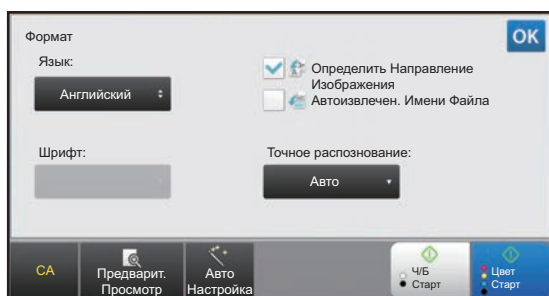 Формат
OK
Язык:
Английский
Определить Направление
Изображения
Автоизвлечен. Имени Файла
Шрифт:
Точное распознование:
Авто
CA
Предварит.
Просмотр
Авто
Настройка
Ч/Б
Старт
Цвет
Старт